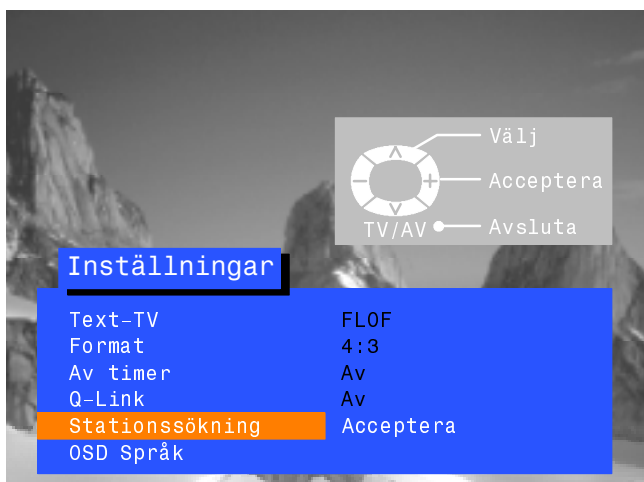 Välj
Acceptera
TV/AV Avsluta
Inställningar
Text-TV FLOF
Format 4:3
Av timer Av
Q-Link Av
Stationssökning Acceptera
OSD Språk